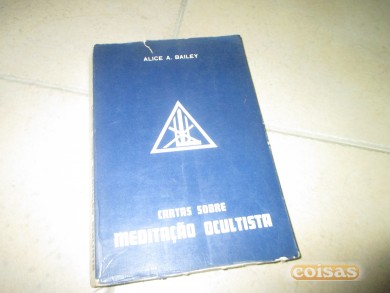 ALICE A. BAILEY
CARTAS SOBRE
MEDITAÇÃO OCULTISTA
coisas